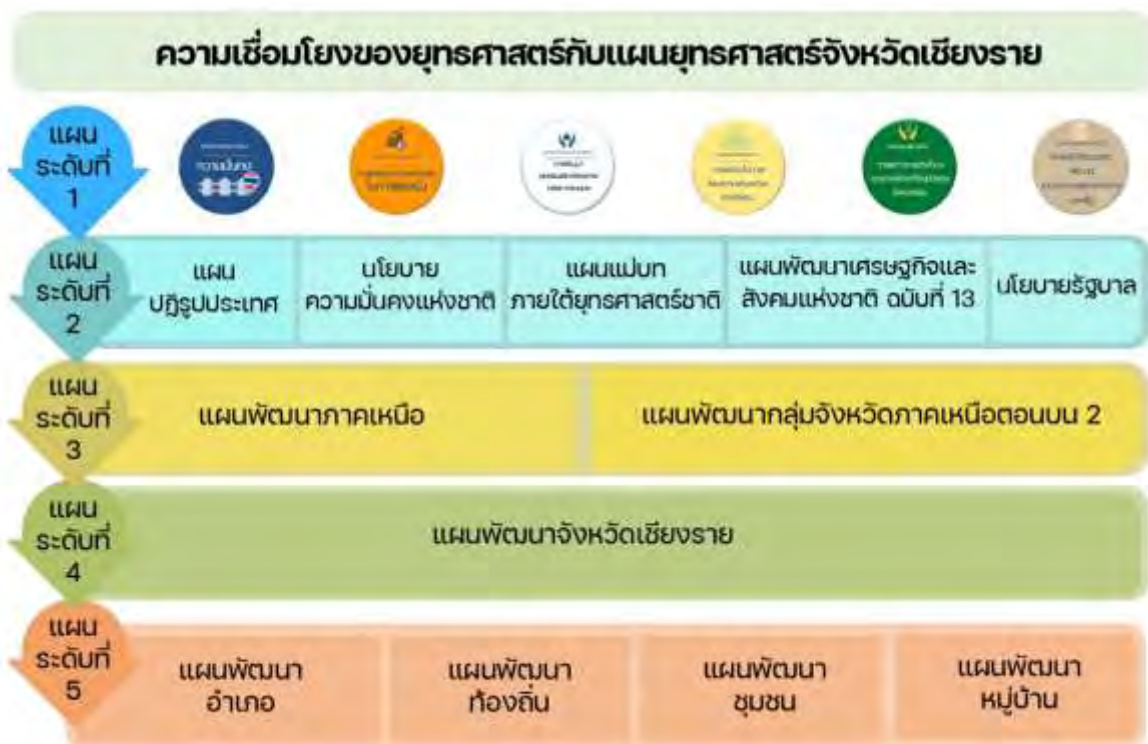 ความเชื่อมโยงของยุทธศาสตร์กับแผนยุทธศาสตร์จังหวัดเชียงราย
แผน
ระดับที่
1
ความมั่นคง
แผน
ระดับที่
2
แผน
ปฏิรูปประเทศ
นโยบาย
ความมั่นคงแห่งชาติ
แผนแม่บท
ภายใต้ยุทธศาสตร์ชาติ
แผนพัฒนาเศรษฐกิจและ
สังคมแห่งชาติ ฉบับที่ 13
นโยบายรัฐบาล
แผน
ระดับที่
3
แผนพัฒนาภาคเหนือ
แผนพัฒนากลุ่มจังหวัดภาคเหนือตอนบน 2
แผน
ระดับที่
4
แผนพัฒนาจังหวัดเชียงราย
แผน
ระดับที่
5
แผนพัฒนา
อำเภอ
แผนพัฒนา
ท้องถิ่น
แผนพัฒนา
ชุมชน
แผนพัฒนา
หมู่บ้าน